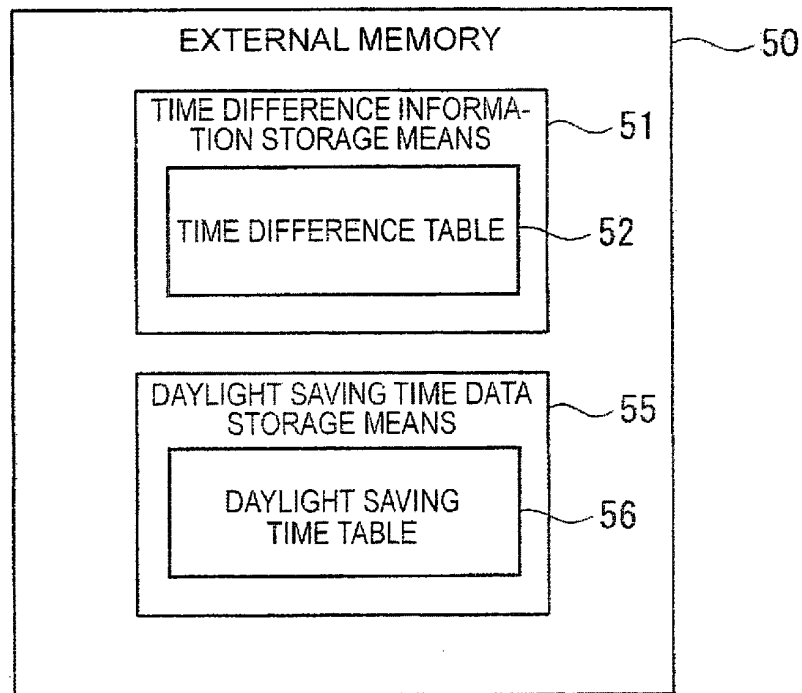 EXTERNAL MEMORY
50
TIME DIFFERENCE INFORMA-
TION STORAGE MEANS
51
TIME DIFFERENCE TABLE
52
DAYLIGHT SAVING TIME DATA
STORAGE MEANS
55
DAYLIGHT SAVING
TIME TABLE
56